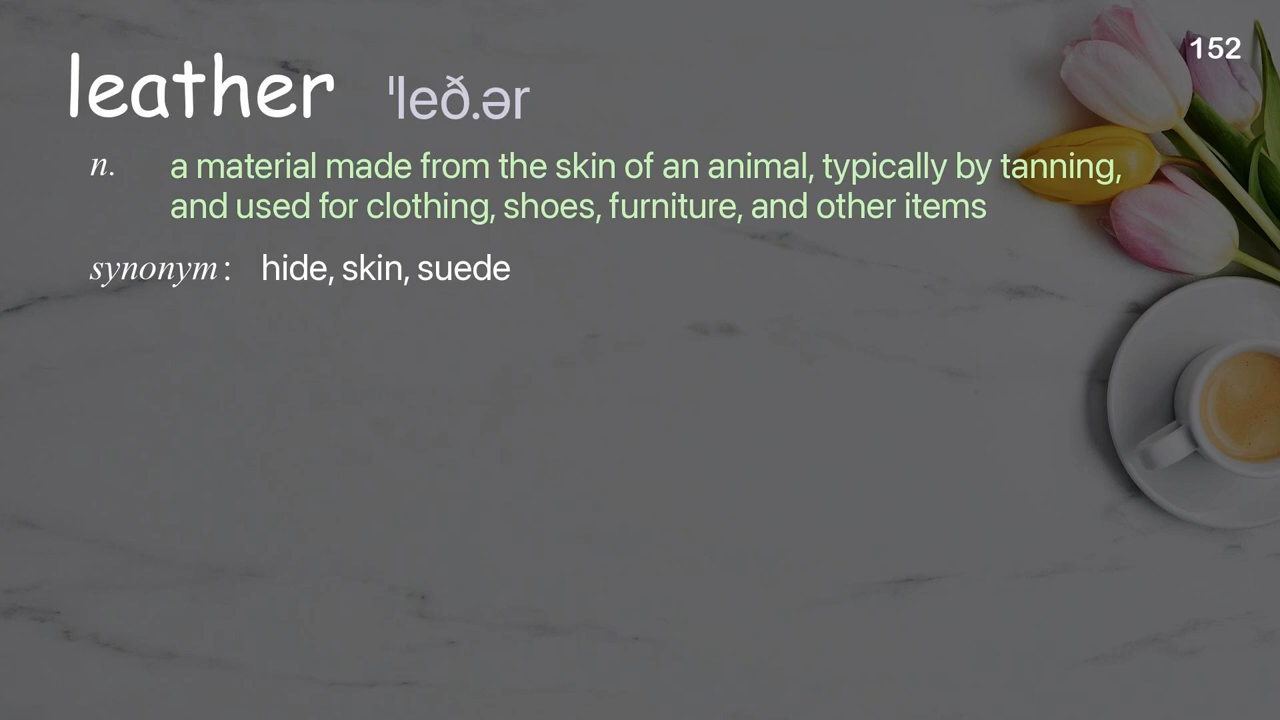 152
leather ˈleð.ər
n. a material made from the skin of an animal, typically by tanning,
and used for clothing, shoes, furniture, and other items
synonym: hide, skin, suede